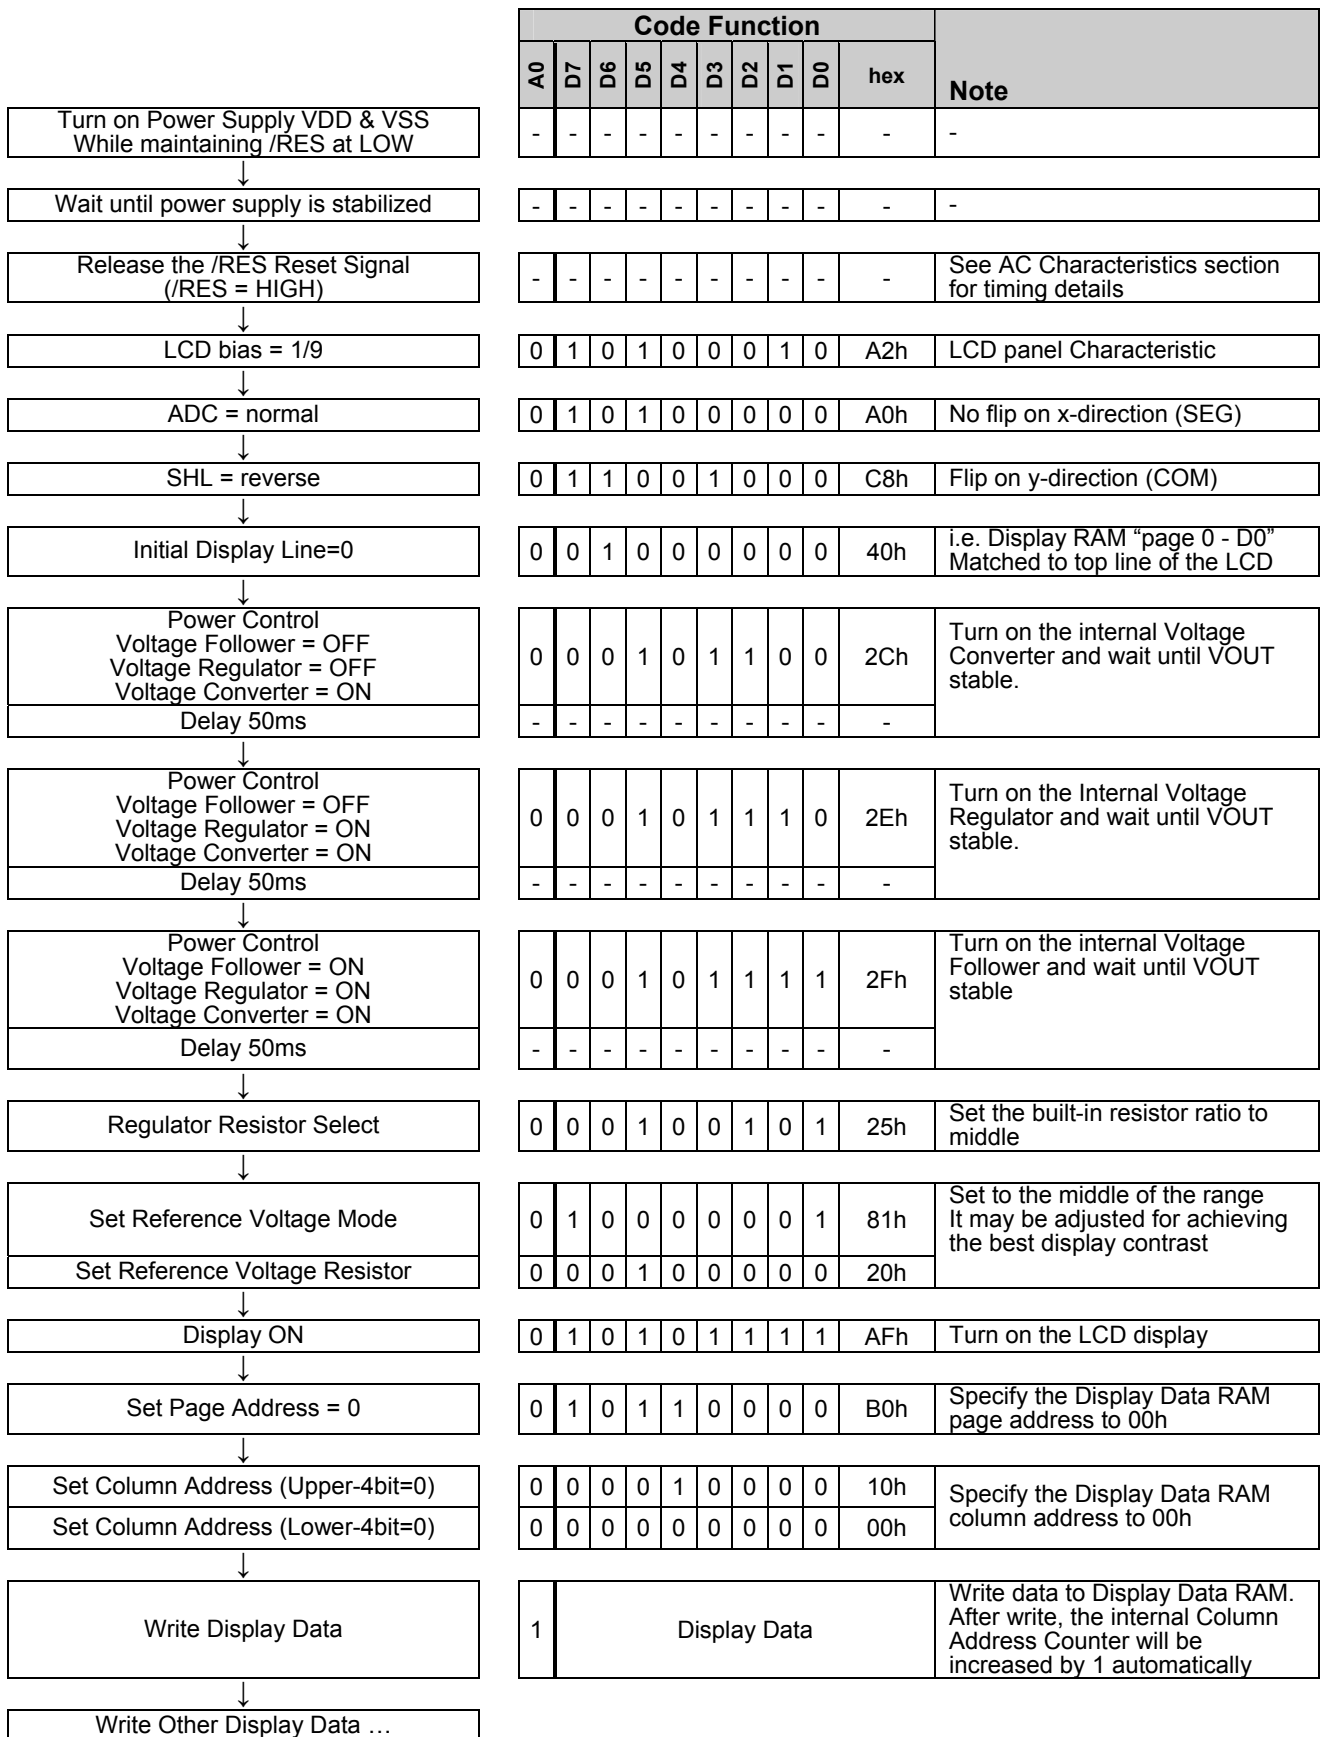 Code Function
A0 D7 D6 D5 D4 D3 D2 D1 D0 hex Note
Turn on Power Supply VDD & VSS
While maintaining /RES at LOW
- - - - - - - - - - -
↓
Wait until power supply is stabilized
- - - - - - - - - - -
↓
Release the /RES Reset Signal
(/RES = HIGH)
- - - - - - - - - -
See AC Characteristics section
for timing details
↓
LCD bias = 1/9
0 1 0 1 0 0 0 1 0 A2h LCD panel Characteristic
↓
ADC = normal
0 1 0 1 0 0 0 0 0 A0h No flip on x-direction (SEG)
↓
SHL = reverse
0 1 1 0 0 1 0 0 0 C8h Flip on y-direction (COM)
↓
Initial Display Line=0
0 0 1 0 0 0 0 0 0 40h
i.e. Display RAM “page 0 - D0”
Matched to top line of the LCD
↓
Power Control
Voltage Follower = OFF
Voltage Regulator = OFF
Voltage Converter = ON
0 0 0 1 0 1 1 0 0 2Ch
Turn on the internal Voltage
Converter and wait until VOUT
stable.
Delay 50ms
- - - - - - - - - -
↓
Power Control
Voltage Follower = OFF
Voltage Regulator = ON
Voltage Converter = ON
0 0 0 1 0 1 1 1 0 2Eh
Turn on the Internal Voltage
Regulator and wait until VOUT
stable.
Delay 50ms
- - - - - - - - - -
↓
Power Control
Voltage Follower = ON
Voltage Regulator = ON
Voltage Converter = ON
0 0 0 1 0 1 1 1 1 2Fh
Turn on the internal Voltage
Follower and wait until VOUT
stable
Delay 50ms
- - - - - - - - - -
↓
Regulator Resistor Select
0 0 0 1 0 0 1 0 1 25h
Set the built-in resistor ratio to
middle
↓
Set Reference Voltage Mode
0 1 0 0 0 0 0 0 1 81h
Set to the middle of the range
It may be adjusted for achieving
the best display contrast
Set Reference Voltage Resistor
0 0 0 1 0 0 0 0 0 20h
↓
Display ON
0 1 0 1 0 1 1 1 1 AFh Turn on the LCD display
↓
Set Page Address = 0
0 1 0 1 1 0 0 0 0 B0h
Specify the Display Data RAM
page address to 00h
↓
Set Column Address (Upper-4bit=0)
0 0 0 0 1 0 0 0 0 10h
Set Column Address (Lower-4bit=0)
0 0 0 0 0 0 0 0 0 00h
Specify the Display Data RAM
column address to 00h
↓
Write Display Data
1 Display Data
Write data to Display Data RAM.
After write, the internal Column
Address Counter will be
increased by 1 automatically
↓
Write Other Display Data …